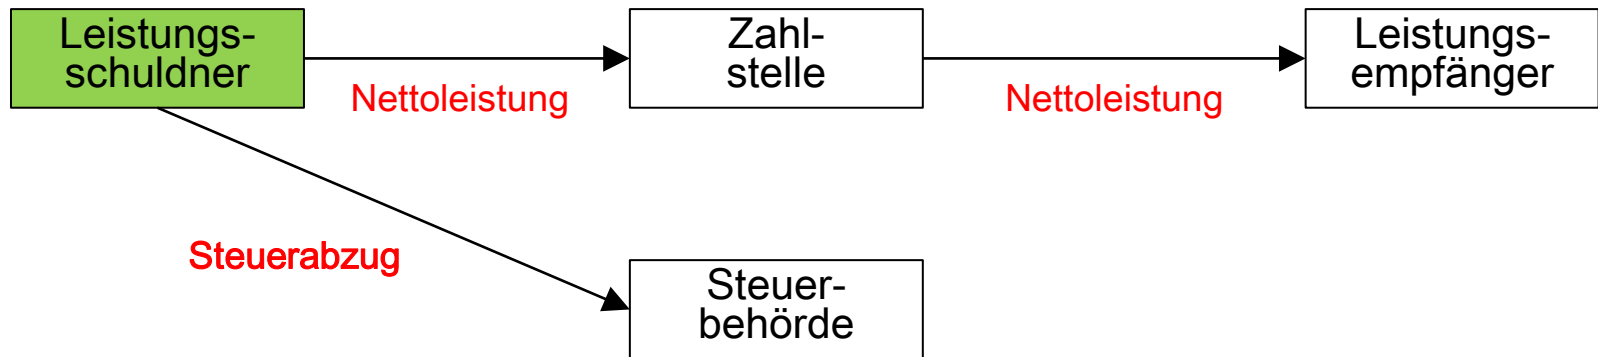 Leistungs-
schuldner
Nettoleistung
Zahl-
stelle
Nettoleistung
Leistungs-
empfänger
Steuerabzug
Steuer-
behörde